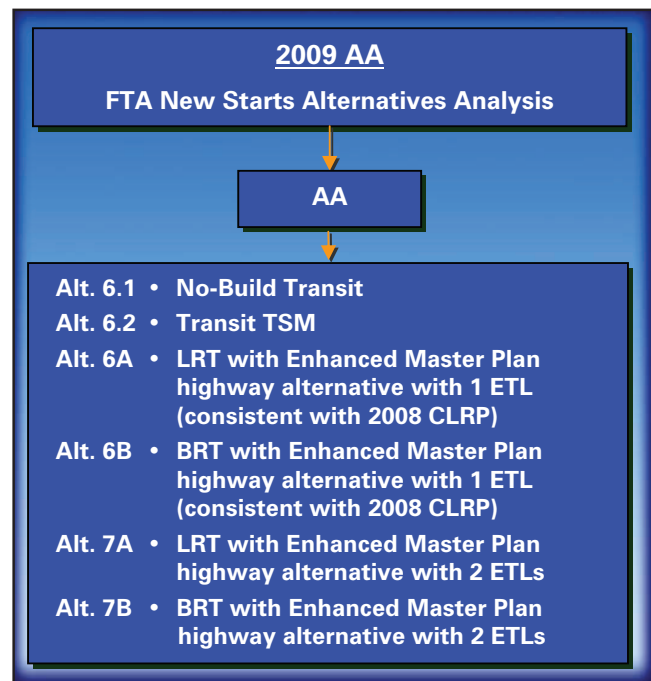 2009 AA
FTA New Starts Alternatives Analysis
AA
Alt. 6.1 • No-Build Transit
Alt. 6.2 • Transit TSM
Alt. 6A • LRT with Enhanced Master Plan
highway alternative with 1 ETL
(consistent with 2008 CLRP)
Alt. 6B • BRT with Enhanced Master Plan
highway alternative with 1 ETL
(consistent with 2008 CLRP)
Alt. 7A • LRT with Enhanced Master Plan
highway alternative with 2 ETLs
Alt. 7B • BRT with Enhanced Master Plan
highway alternative with 2 ETLs